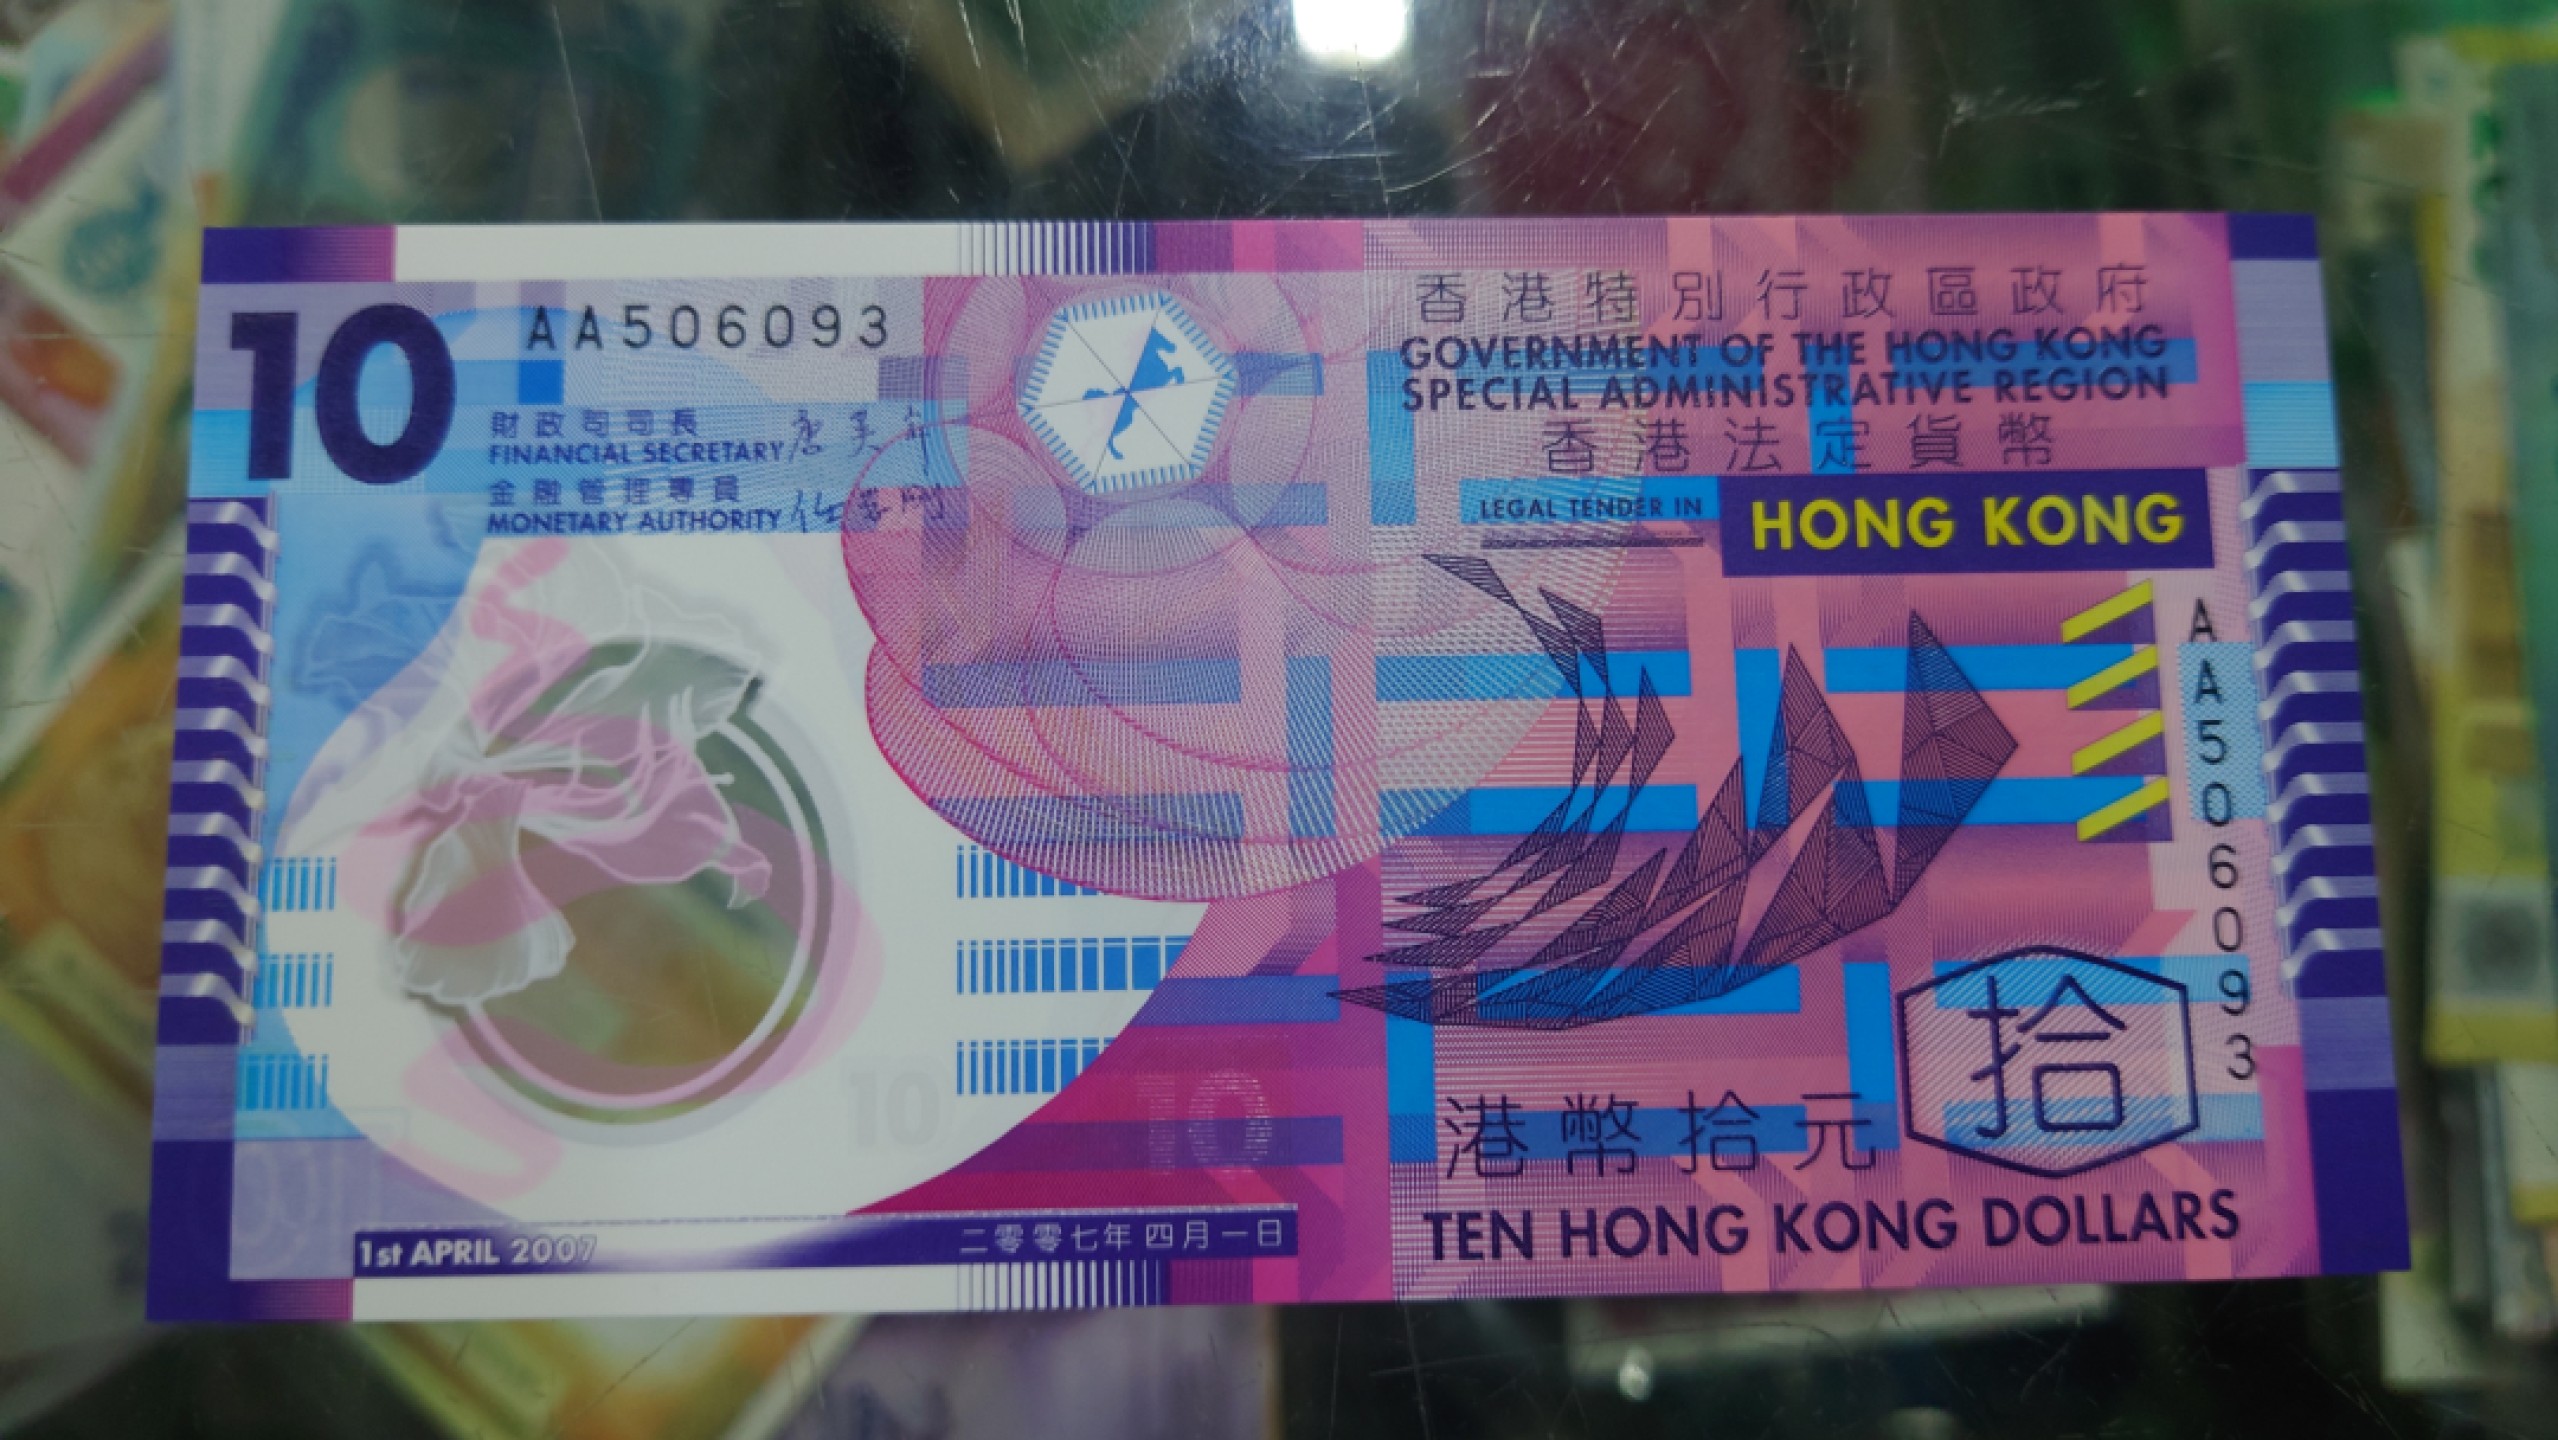 10
AA506093
財政司司長
FINANCIAL SECRETARY
金融管理專員
MONETARY AUTHORITY
香港特別行政區政府
GOVERNMENT OF THE HONG KONG
SPECIAL ADMINISTRATIVE REGION
香港法定貨幣
LEGAL TENDER IN HONG KONG
AA506093
10 10
拾
港幣拾元
TEN HONG KONG DOLLARS
1st APRIL 2007 二零零七年四月一日